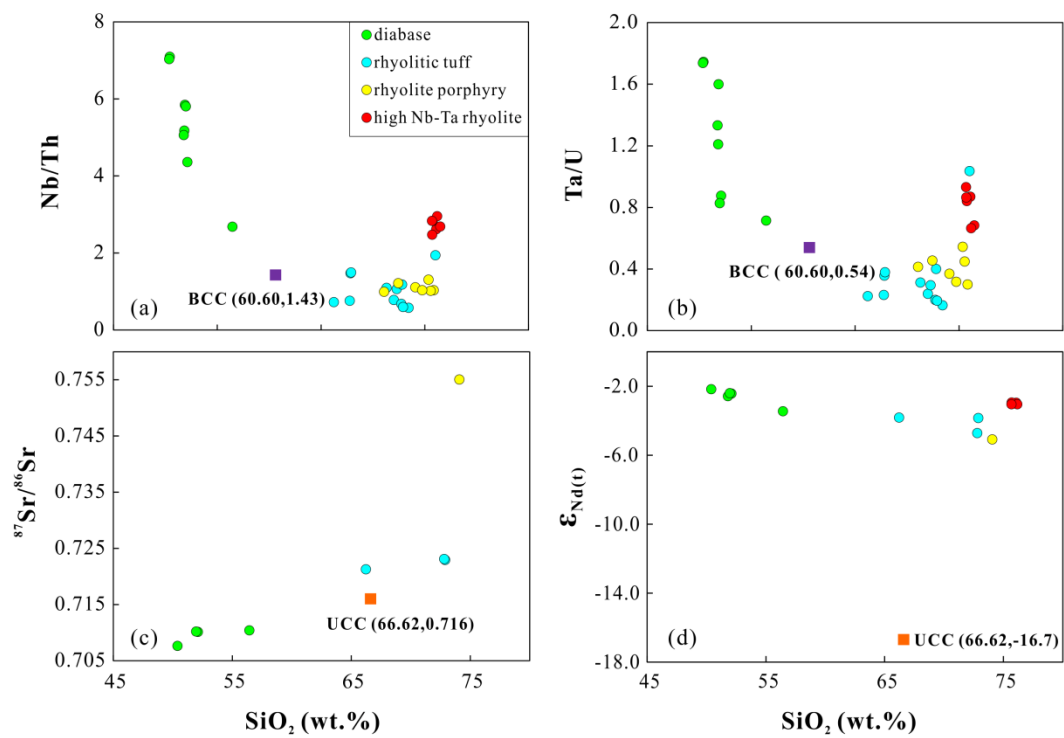 8
6
4
2
0
Nb/Th
diabase
rhyolitic tuff
rhyolite porphyry
high Nb-Ta rhyolite
BCC (60.60,1.43)
(a)
2.0
1.6
1.2
0.8
0.4
0.0
Ta/U
BCC ( 60.60,0.54)
(b)
0.755
0.745
0.735
0.725
0.715
0.705
⁸⁷Sr/⁸⁶Sr
UCC (66.62,0.716)
(c)
45 55 65 75
SiO₂ (wt.%)
-2.0
-6.0
-10.0
-14.0
-18.0
εNd(t)
(d)
UCC (66.62,-16.7)
45 55 65 75
SiO₂ (wt.%)